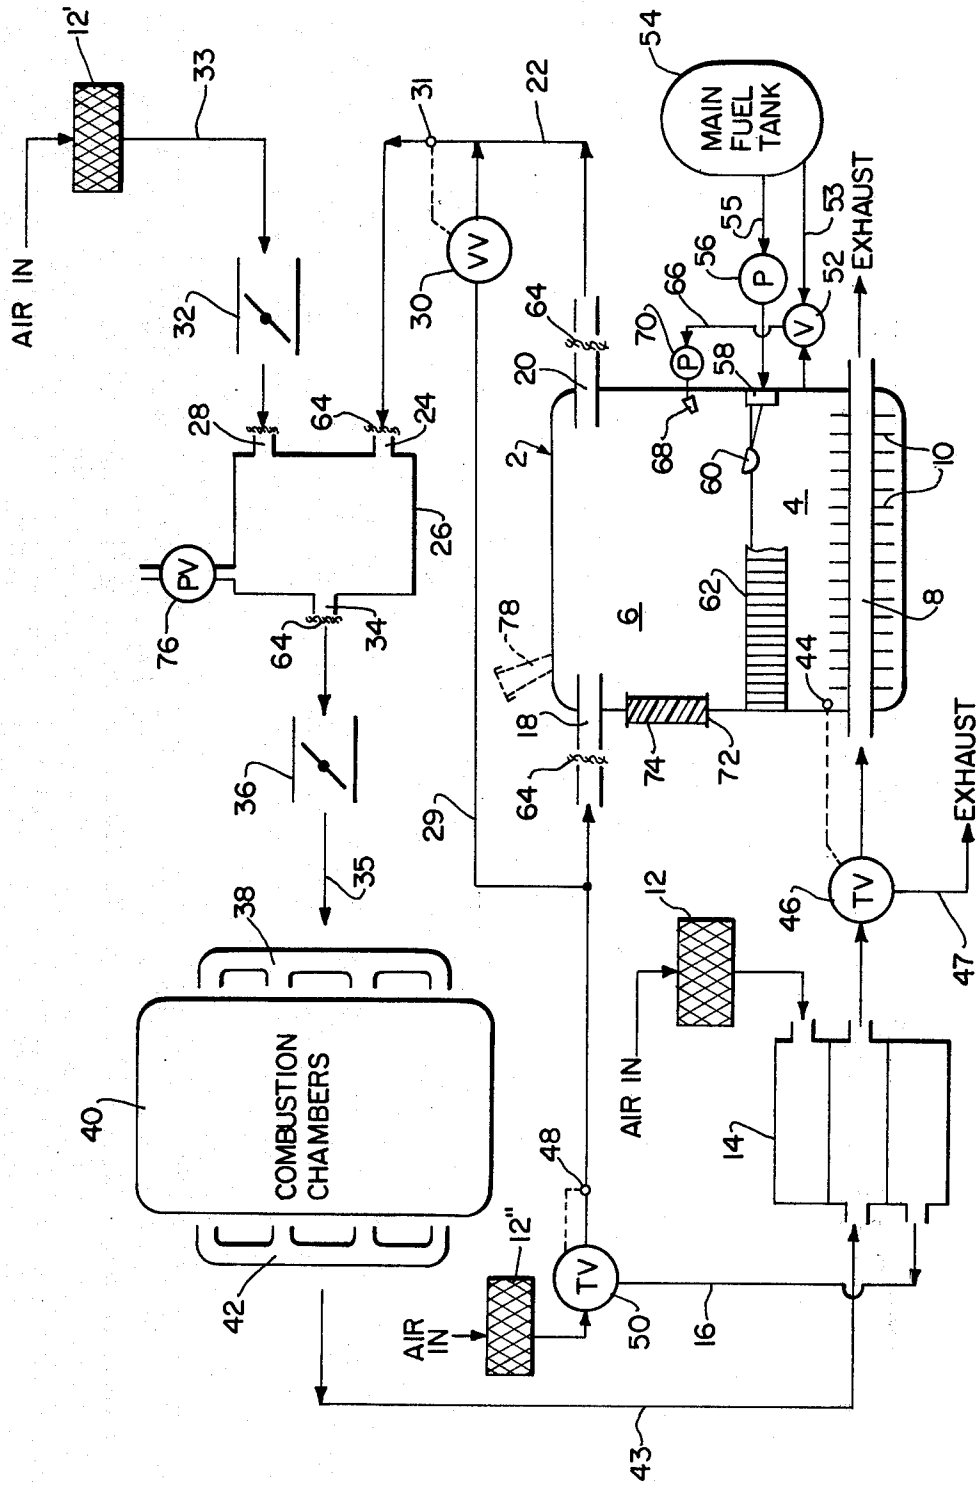 AIR IN
12'
33
32
28
64
24
26
PV
76
64
34
36
35
38
40
COMBUSTION
CHAMBERS
42
43
31
22
30
VV
29
20
64
2
18
64
78
6
4
74
72
62
60
58
68
70
P
66
56
P
55
54
MAIN
FUEL
TANK
53
52
V
EXHAUST
10
8
44
46
TV
47
EXHAUST
12
AIR IN
14
48
12"
AIR
IN
TV
50
16